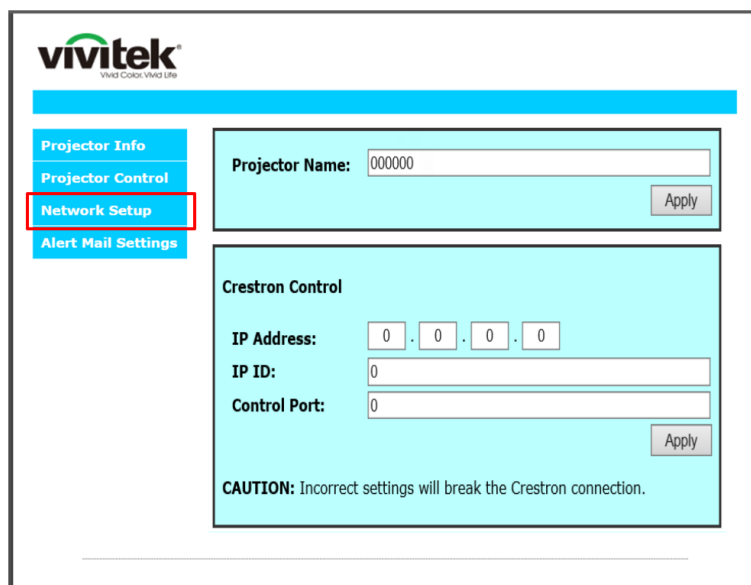 vivitek
Vivid Color, Vivid Life
Projector Info
Projector Control
Network Setup
Alert Mail Settings
Projector Name: 000000
Apply
Crestron Control
IP Address: 0 . 0 . 0 . 0
IP ID: 0
Control Port: 0
Apply
CAUTION: Incorrect settings will break the Crestron connection.